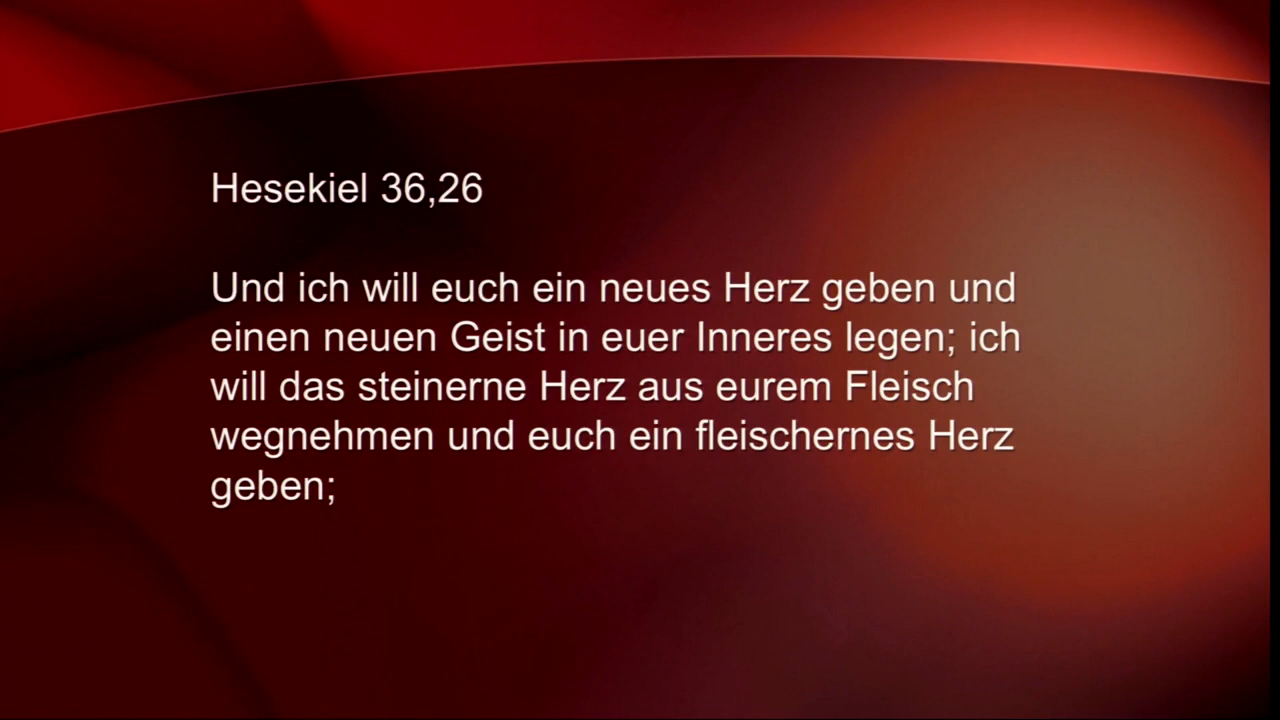 Hesekiel 36,26
Und ich will euch ein neues Herz geben und
einen neuen Geist in euer Inneres legen; ich
will das steinerne Herz aus eurem Fleisch
wegnehmen und euch ein fleischernes Herz
geben;